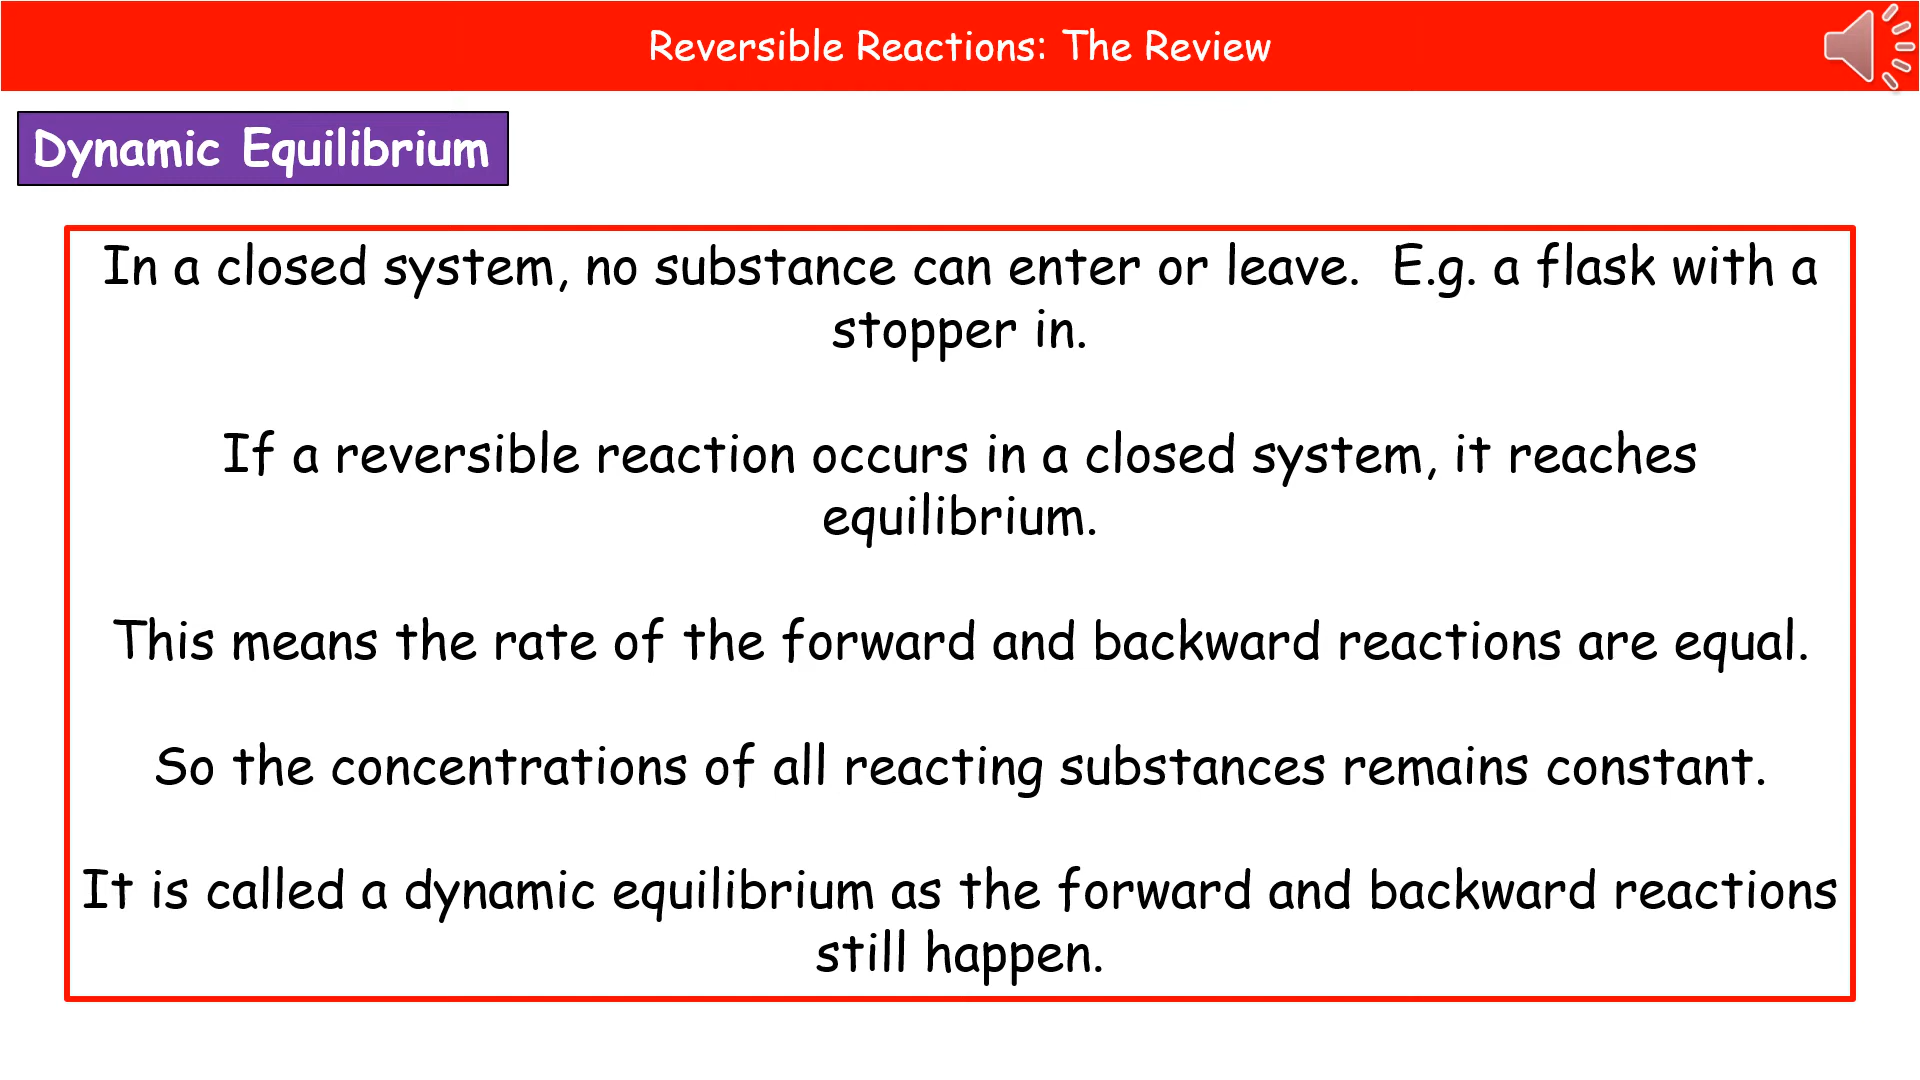 Reversible Reactions: The Review
Dynamic Equilibrium
In a closed system, no substance can enter or leave.  E.g. a flask with a
stopper in.
If a reversible reaction occurs in a closed system, it reaches
equilibrium.
This means the rate of the forward and backward reactions are equal.
So the concentrations of all reacting substances remains constant.
It is called a dynamic equilibrium as the forward and backward reactions
still happen.